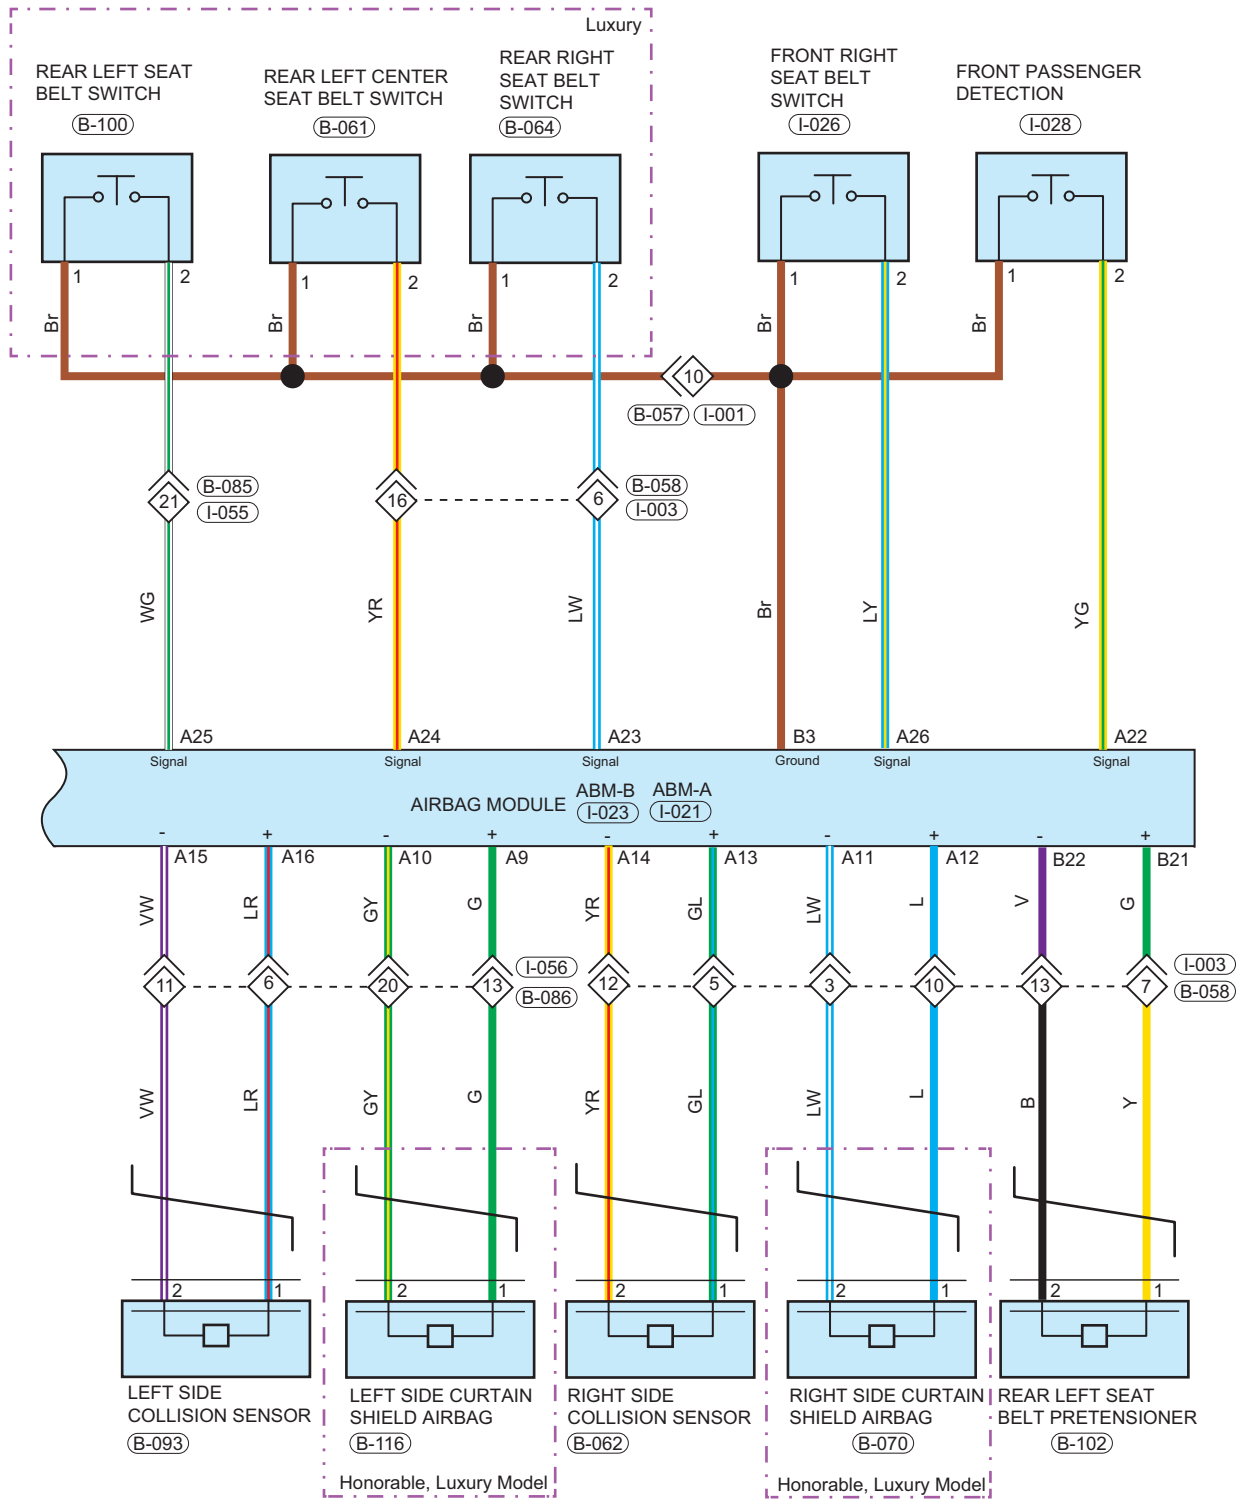 Luxury
REAR LEFT SEAT
BELT SWITCH
B-100
REAR LEFT CENTER
SEAT BELT SWITCH
B-061
REAR RIGHT
SEAT BELT
SWITCH
B-064
FRONT RIGHT
SEAT BELT
SWITCH
I-026
FRONT PASSENGER
DETECTION
I-028
1 2 1 2 1 2 1 2 1 2
Br Br Br Br Br
10
B-057 I-001
21
B-085
I-055
16
6
B-058
I-003
WG YR LW Br LY YG
A25 A24 A23 B3 A26 A22
Signal Signal Signal Ground Signal Signal
AIRBAG MODULE
ABM-B
I-023
ABM-A
I-021
- + - + - + - + - +
A15 A16 A10 A9 A14 A13 A11 A12 B22 B21
VW LR GY G YR GL LW L V G
11 6 20 13 12 5 3 10 13 7
I-056
B-086
I-003
B-058
VW LR GY G YR GL LW L B Y
2 1 2 1 2 1 2 1 2 1
LEFT SIDE
COLLISION SENSOR
B-093
LEFT SIDE CURTAIN
SHIELD AIRBAG
B-116
Honorable, Luxury Model
RIGHT SIDE
COLLISION SENSOR
B-062
RIGHT SIDE CURTAIN
SHIELD AIRBAG
B-070
Honorable, Luxury Model
REAR LEFT SEAT
BELT PRETENSIONER
B-102